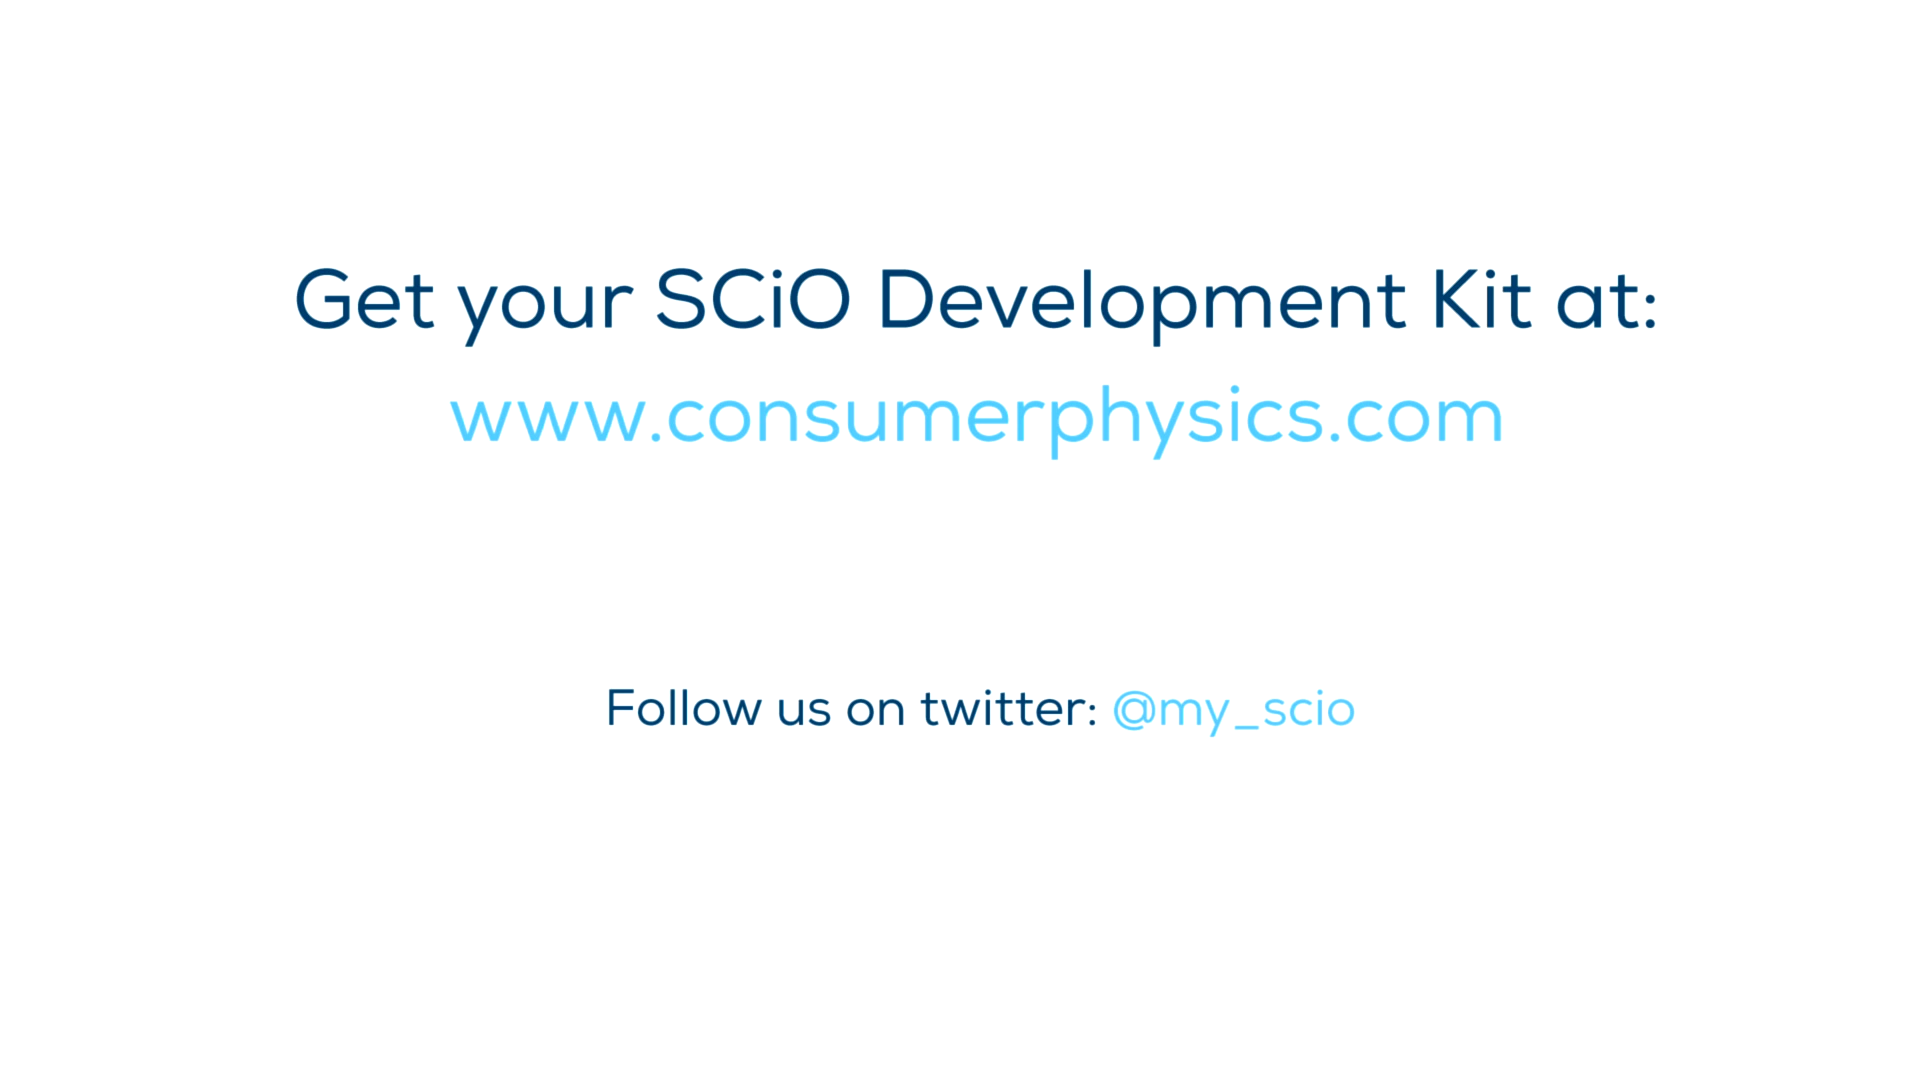 Get your SCiO Development Kit at:
www.consumerphysics.com
Follow us on twitter: @my_scio